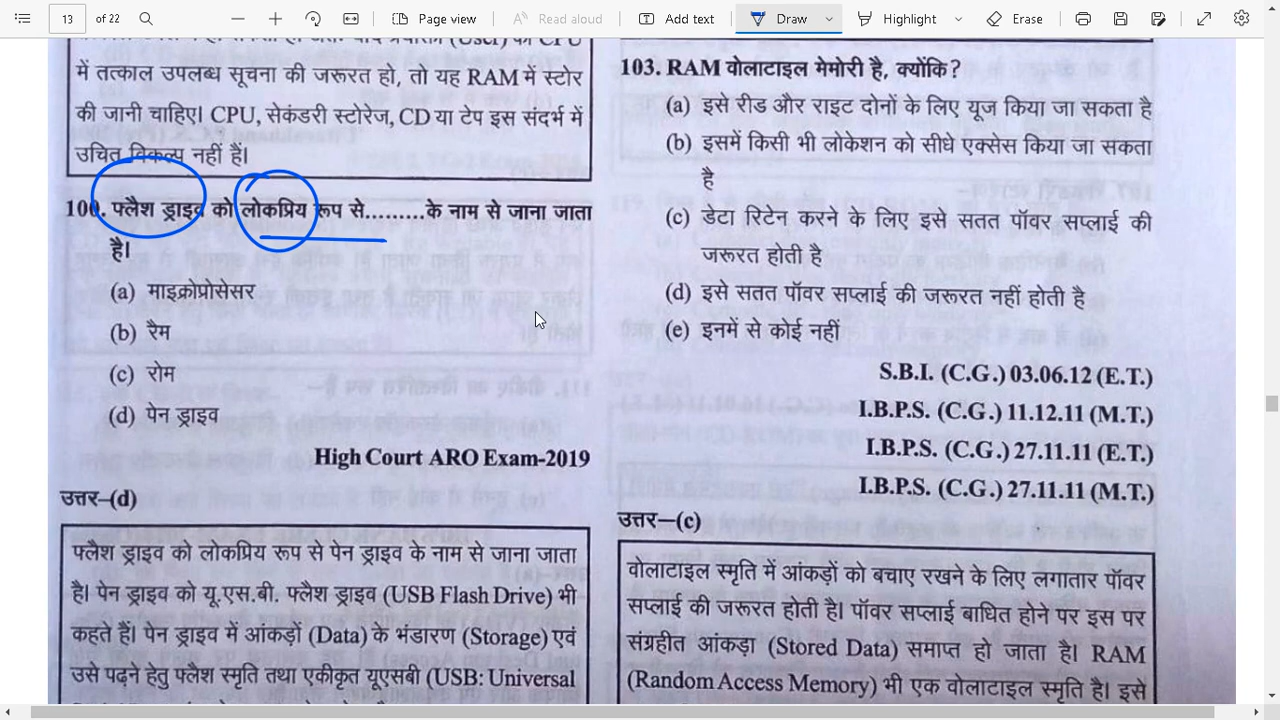 13 of 22
Page view
Read aloud
Add text
Draw
Highlight
Erase
में तत्काल उपलब्ध सूचना की जरूरत हो, तो यह RAM में स्टोर
की जानी चाहिए। CPU, सेकंडरी स्टोरेज, CD या टेप इस संदर्भ में
उचित विकल्प नहीं हैं।
100. फ्लैश ड्राइव को लोकप्रिय रूप से.........के नाम से जाना जाता
है।
(a) माइक्रोप्रोसेसर
(b) रैम
(c) रोम
(d) पेन ड्राइव
High Court ARO Exam-2019
उत्तर—(d)
फ्लैश ड्राइव को लोकप्रिय रूप से पेन ड्राइव के नाम से जाना जाता
है। पेन ड्राइव को यू.एस.बी. फ्लैश ड्राइव (USB Flash Drive) भी
कहते हैं। पेन ड्राइव में आंकड़ों (Data) के भंडारण (Storage) एवं
उसे पढ़ने हेतु फ्लैश स्मृति तथा एकीकृत यूएसबी (USB: Universal
103. RAM वोलाटाइल मेमोरी है, क्योंकि?
(a) इसे रीड और राइट दोनों के लिए यूज किया जा सकता है
(b) इसमें किसी भी लोकेशन को सीधे एक्सेस किया जा सकता
है
(c) डेटा रिटेन करने के लिए इसे सतत पॉवर सप्लाई की
जरूरत होती है
(d) इसे सतत पॉवर सप्लाई की जरूरत नहीं होती है
(e) इनमें से कोई नहीं
S.B.I. (C.G.) 03.06.12 (E.T.)
I.B.P.S. (C.G.) 11.12.11 (M.T.)
I.B.P.S. (C.G.) 27.11.11 (E.T.)
I.B.P.S. (C.G.) 27.11.11 (M.T.)
उत्तर—(c)
वोलाटाइल स्मृति में आंकड़ों को बचाए रखने के लिए लगातार पॉवर
सप्लाई की जरूरत होती है। पॉवर सप्लाई बाधित होने पर इस पर
संग्रहीत आंकड़ा (Stored Data) समाप्त हो जाता है। RAM
(Random Access Memory) भी एक वोलाटाइल स्मृति है। इसे